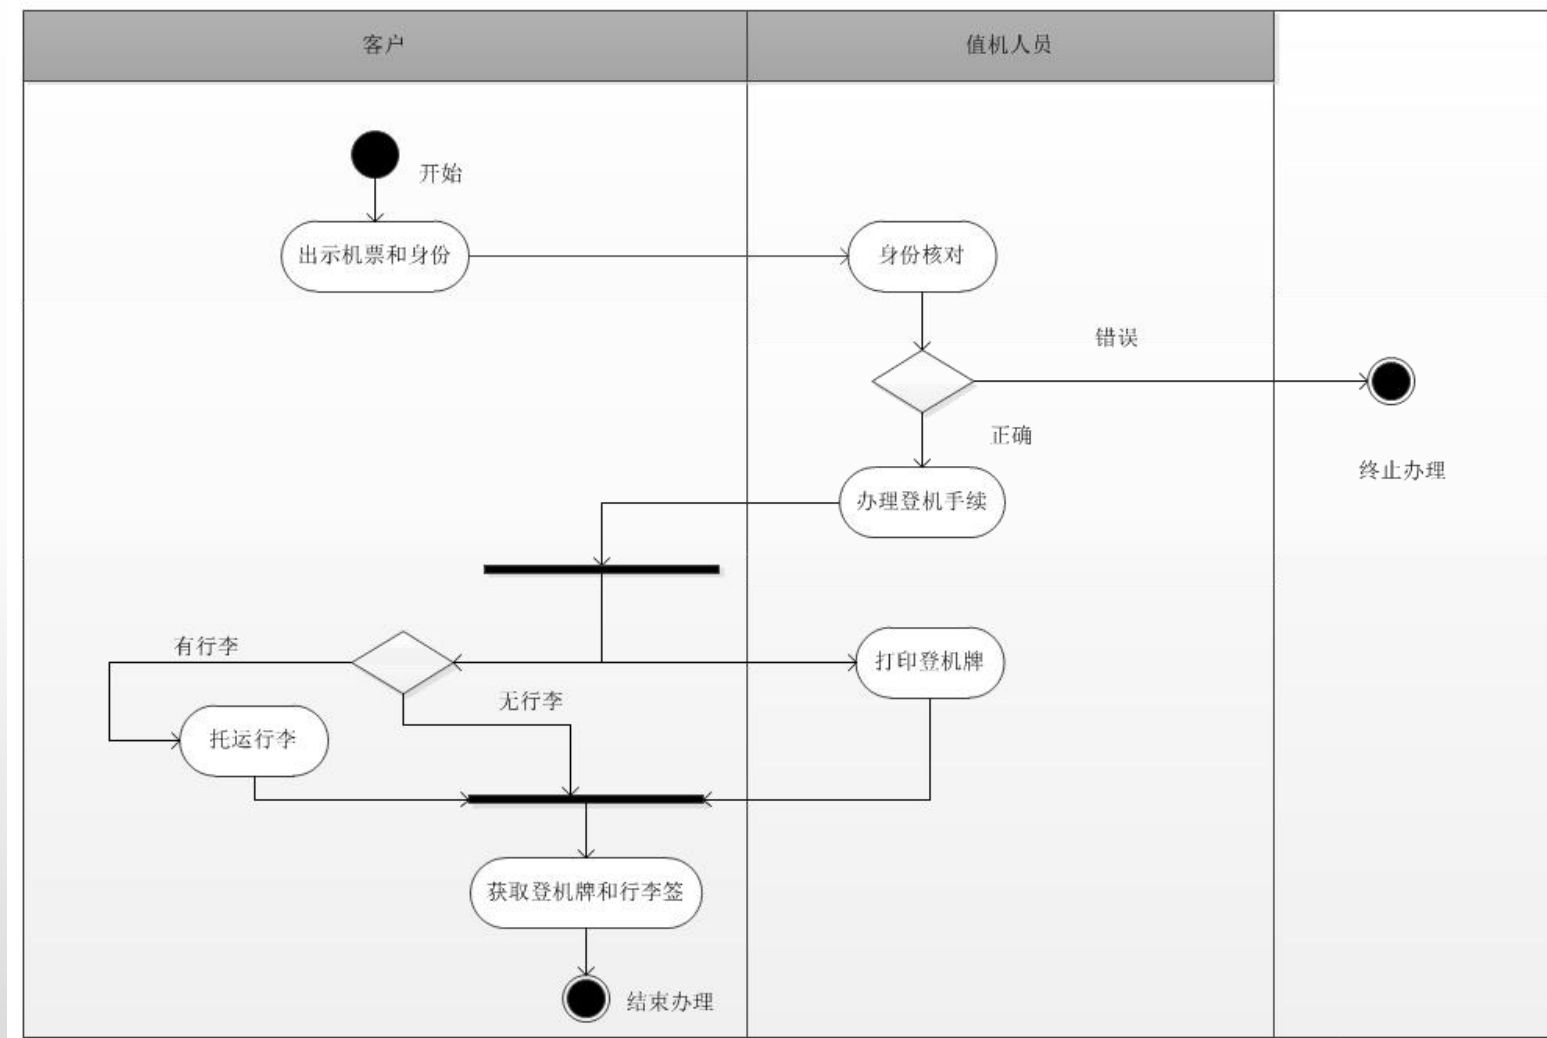 客户
值机人员
开始
出示机票和身份
身份核对
错误
正确
终止办理
办理登机手续
有行李
打印登机牌
无行李
托运行李
获取登机牌和行李签
结束办理